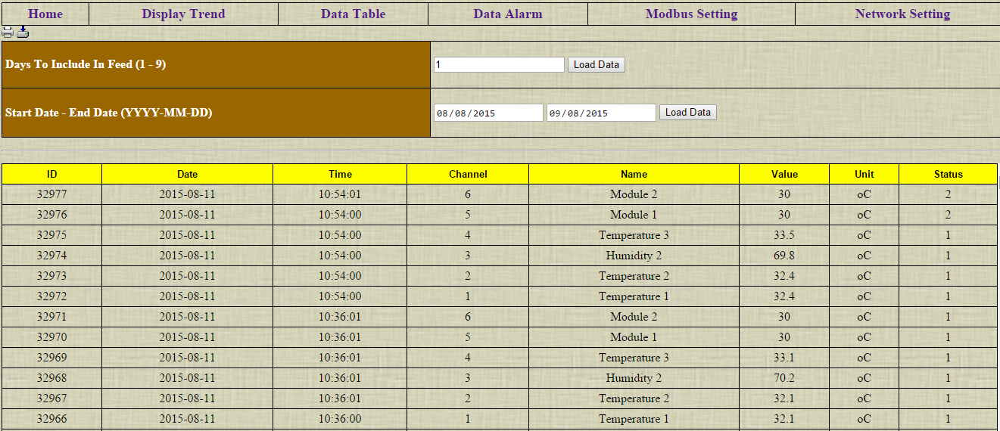 Home Display Trend Data Table Data Alarm Modbus Setting Network Setting
Days To Include In Feed (1 - 9) 1 Load Data
Start Date - End Date (YYYY-MM-DD) 08/08/2015 09/08/2015 Load Data
ID Date Time Channel Name Value Unit Status
32977 2015-08-11 10:54:01 6 Module 2 30 oC 2
32976 2015-08-11 10:54:00 5 Module 1 30 oC 2
32975 2015-08-11 10:54:00 4 Temperature 3 33.5 oC 1
32974 2015-08-11 10:54:00 3 Humidity 2 69.8 oC 1
32973 2015-08-11 10:54:00 2 Temperature 2 32.4 oC 1
32972 2015-08-11 10:54:00 1 Temperature 1 32.4 oC 1
32971 2015-08-11 10:36:01 6 Module 2 30 oC 1
32970 2015-08-11 10:36:01 5 Module 1 30 oC 1
32969 2015-08-11 10:36:01 4 Temperature 3 33.1 oC 1
32968 2015-08-11 10:36:01 3 Humidity 2 70.2 oC 1
32967 2015-08-11 10:36:01 2 Temperature 2 32.1 oC 1
32966 2015-08-11 10:36:00 1 Temperature 1 32.1 oC 1